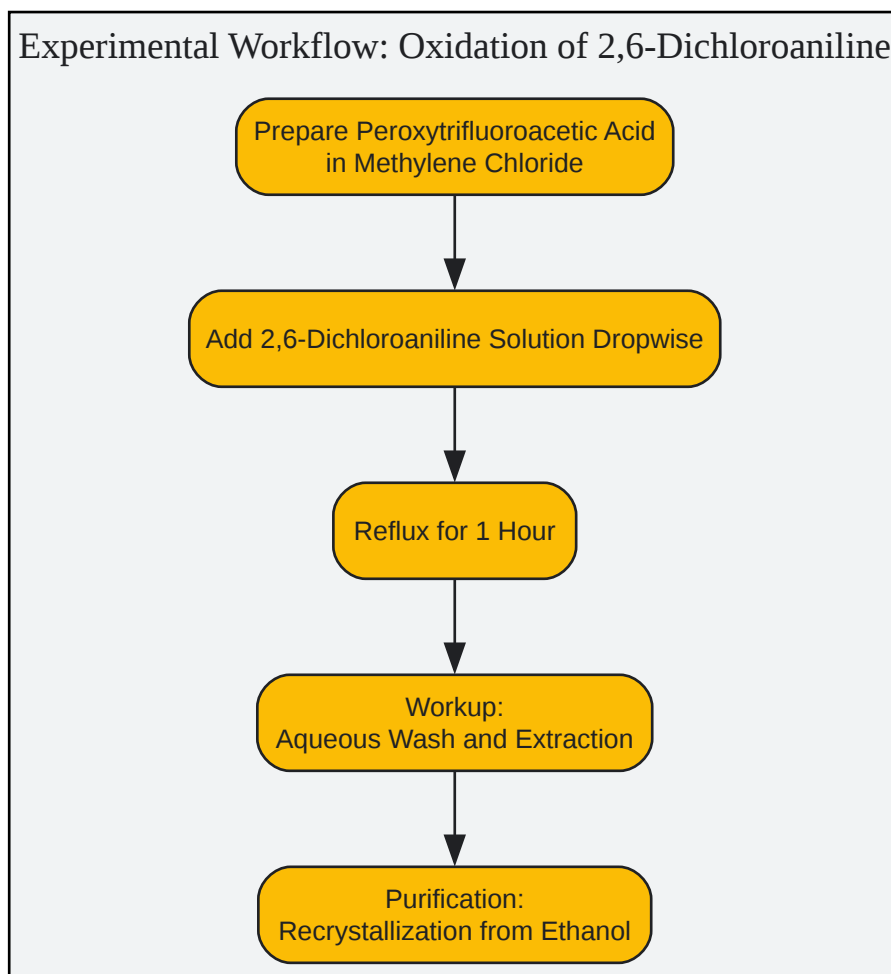 Experimental Workflow: Oxidation of 2,6-Dichloroaniline
Prepare Peroxytrifluoroacetic Acid
in Methylene Chloride
Add 2,6-Dichloroaniline Solution Dropwise
Reflux for 1 Hour
Workup:
Aqueous Wash and Extraction
Purification:
Recrystallization from Ethanol